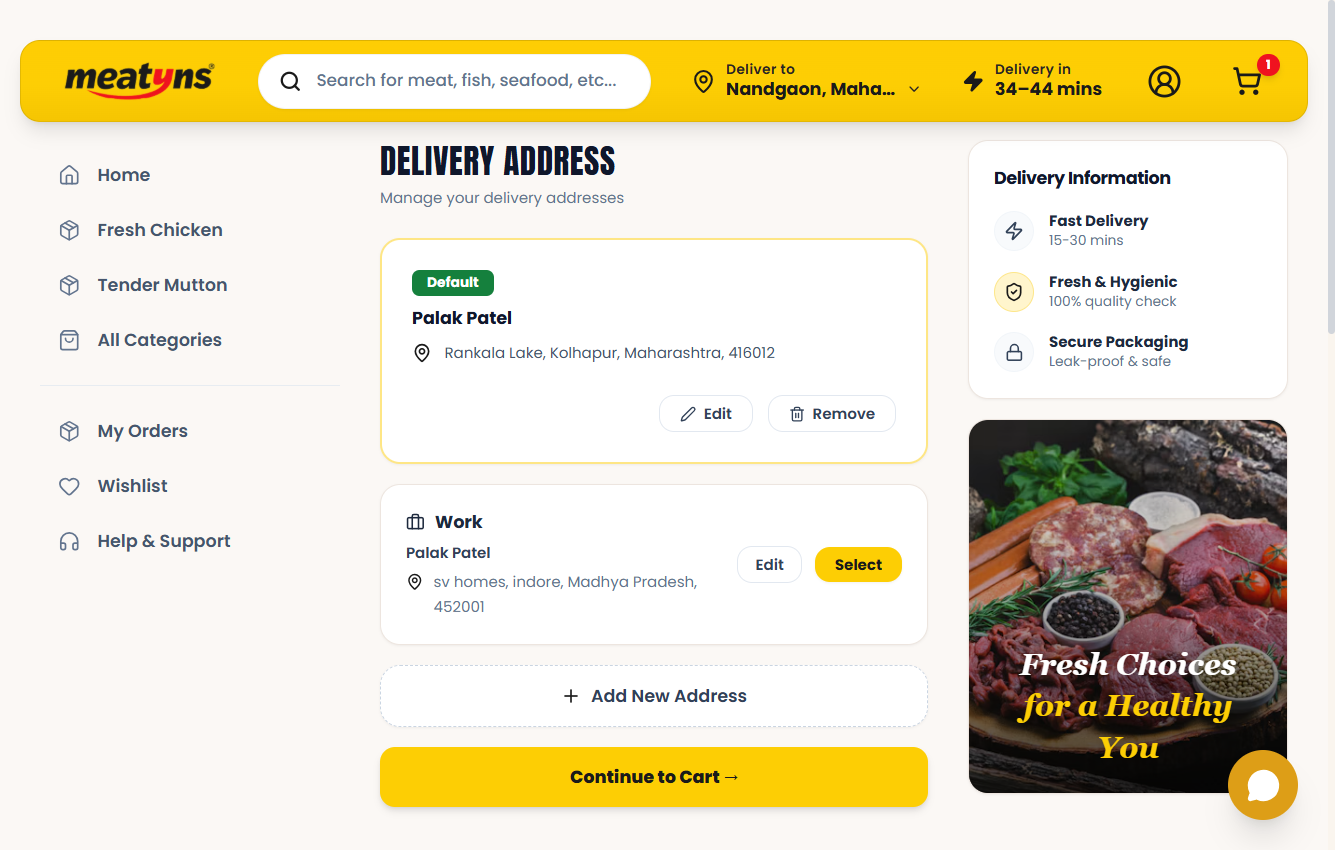 meatyns®
Search for meat, fish, seafood, etc...
Deliver to
Nandgaon, Maha...
Delivery in
34–44 mins
1
Home
Fresh Chicken
Tender Mutton
All Categories
My Orders
Wishlist
Help & Support
DELIVERY ADDRESS
Manage your delivery addresses
Default
Palak Patel
Rankala Lake, Kolhapur, Maharashtra, 416012
Edit
Remove
Work
Palak Patel
sv homes, indore, Madhya Pradesh,
452001
Edit
Select
+ Add New Address
Continue to Cart →
Delivery Information
Fast Delivery
15-30 mins
Fresh & Hygienic
100% quality check
Secure Packaging
Leak-proof & safe
Fresh Choices
for a Healthy
You